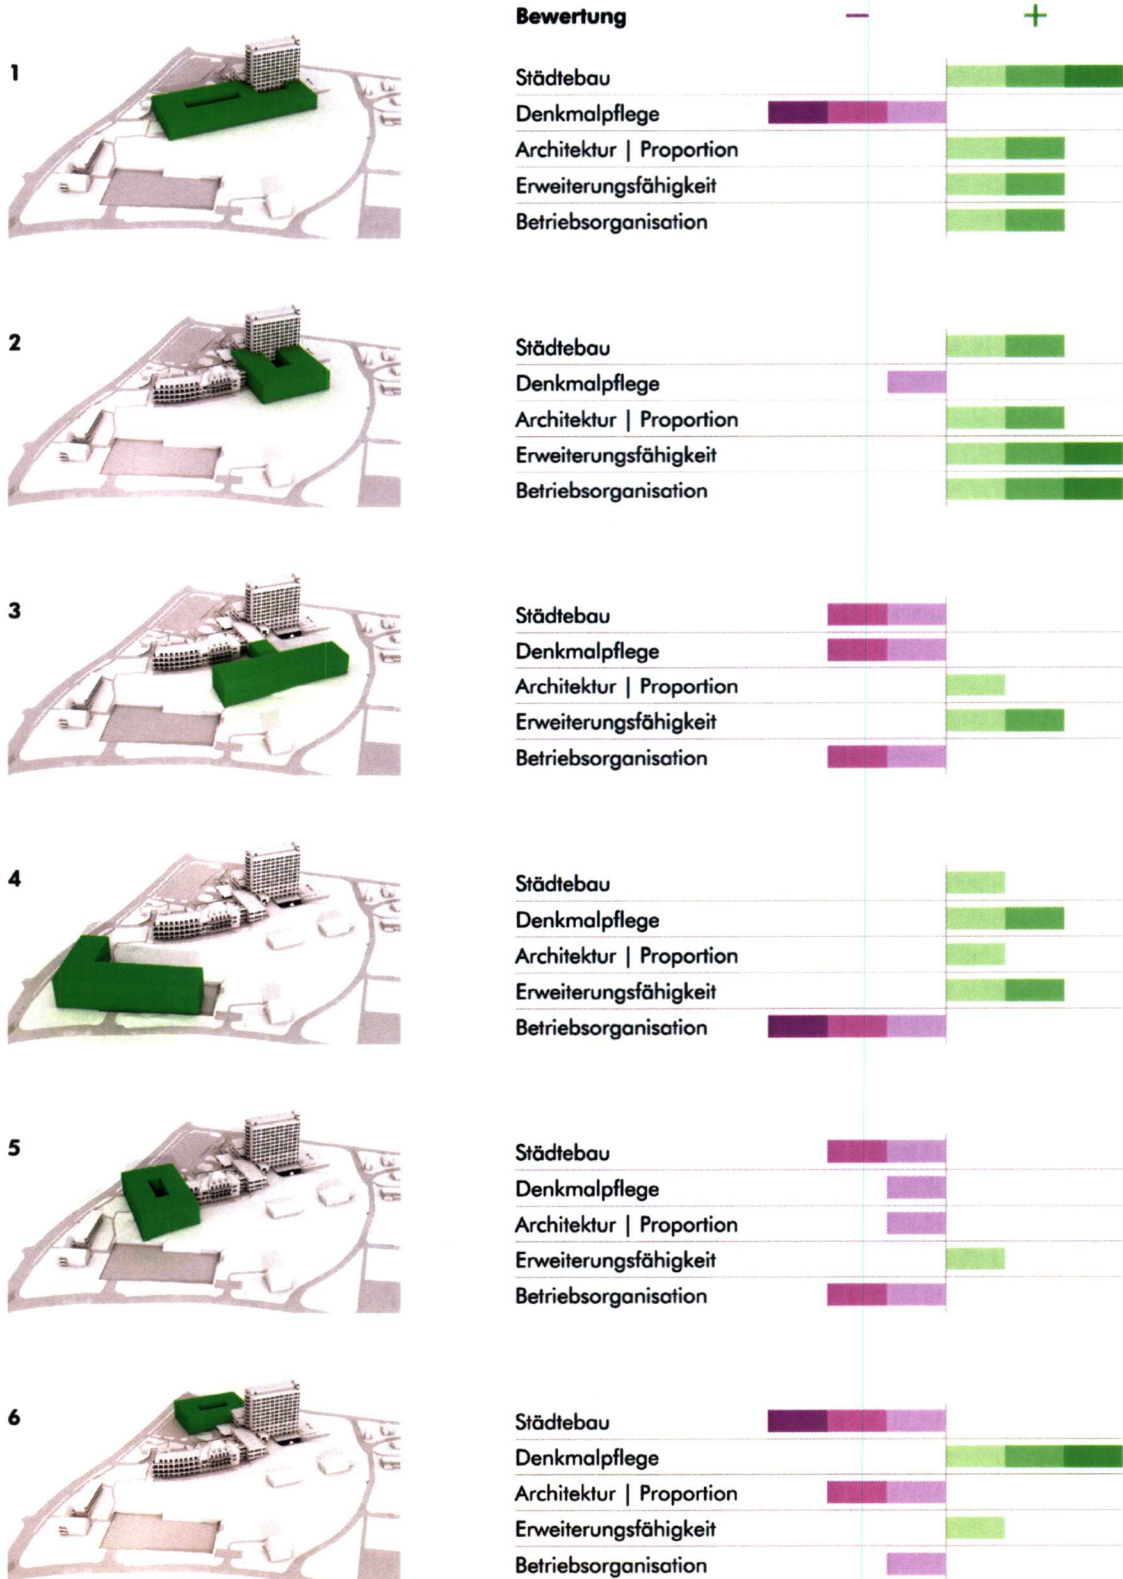 Bewertung − +
1
Städtebau
Denkmalpflege
Architektur | Proportion
Erweiterungsfähigkeit
Betriebsorganisation
2
Städtebau
Denkmalpflege
Architektur | Proportion
Erweiterungsfähigkeit
Betriebsorganisation
3
Städtebau
Denkmalpflege
Architektur | Proportion
Erweiterungsfähigkeit
Betriebsorganisation
4
Städtebau
Denkmalpflege
Architektur | Proportion
Erweiterungsfähigkeit
Betriebsorganisation
5
Städtebau
Denkmalpflege
Architektur | Proportion
Erweiterungsfähigkeit
Betriebsorganisation
6
Städtebau
Denkmalpflege
Architektur | Proportion
Erweiterungsfähigkeit
Betriebsorganisation